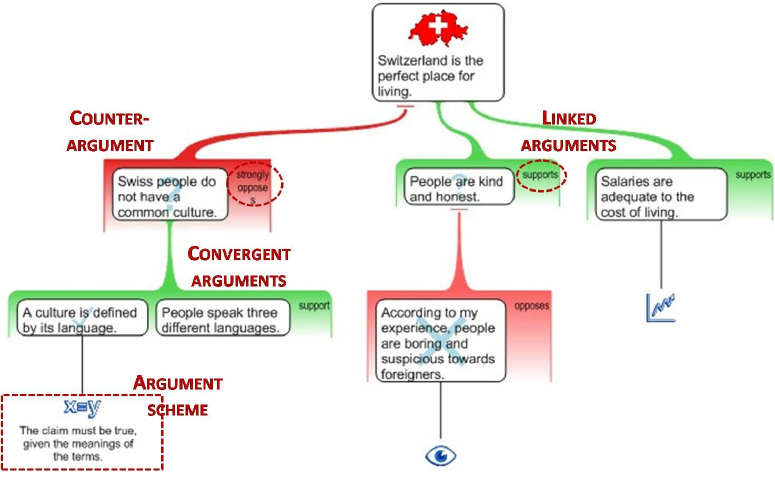 Switzerland is the
perfect place for
living.
COUNTER-
ARGUMENT
LINKED
ARGUMENTS
Swiss people do
not have a
common culture.
strongly
oppose
s
People are kind
and honest.
supports
Salaries are
adequate to the
cost of living.
supports
CONVERGENT
ARGUMENTS
A culture is defined
by its language.
People speak three
different languages.
support
According to my
experience, people
are boring and
suspicious towards
foreigners.
opposes
ARGUMENT
SCHEME
x=y
The claim must be true,
given the meanings of
the terms.